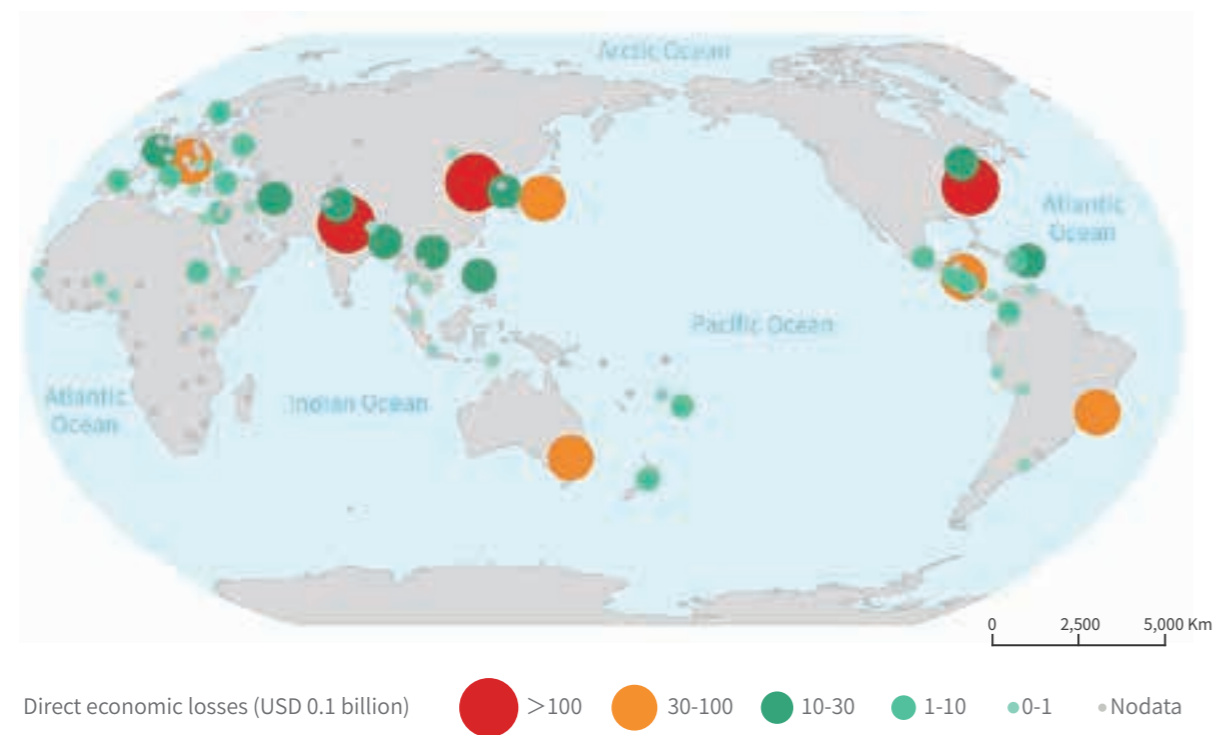 Arctic Ocean
Atlantic
Ocean
Pacific Ocean
Atlantic
Ocean
Indian Ocean
0 2,500 5,000 Km
Direct economic losses (USD 0.1 billion) >100 30-100 10-30 1-10 0-1 Nodata